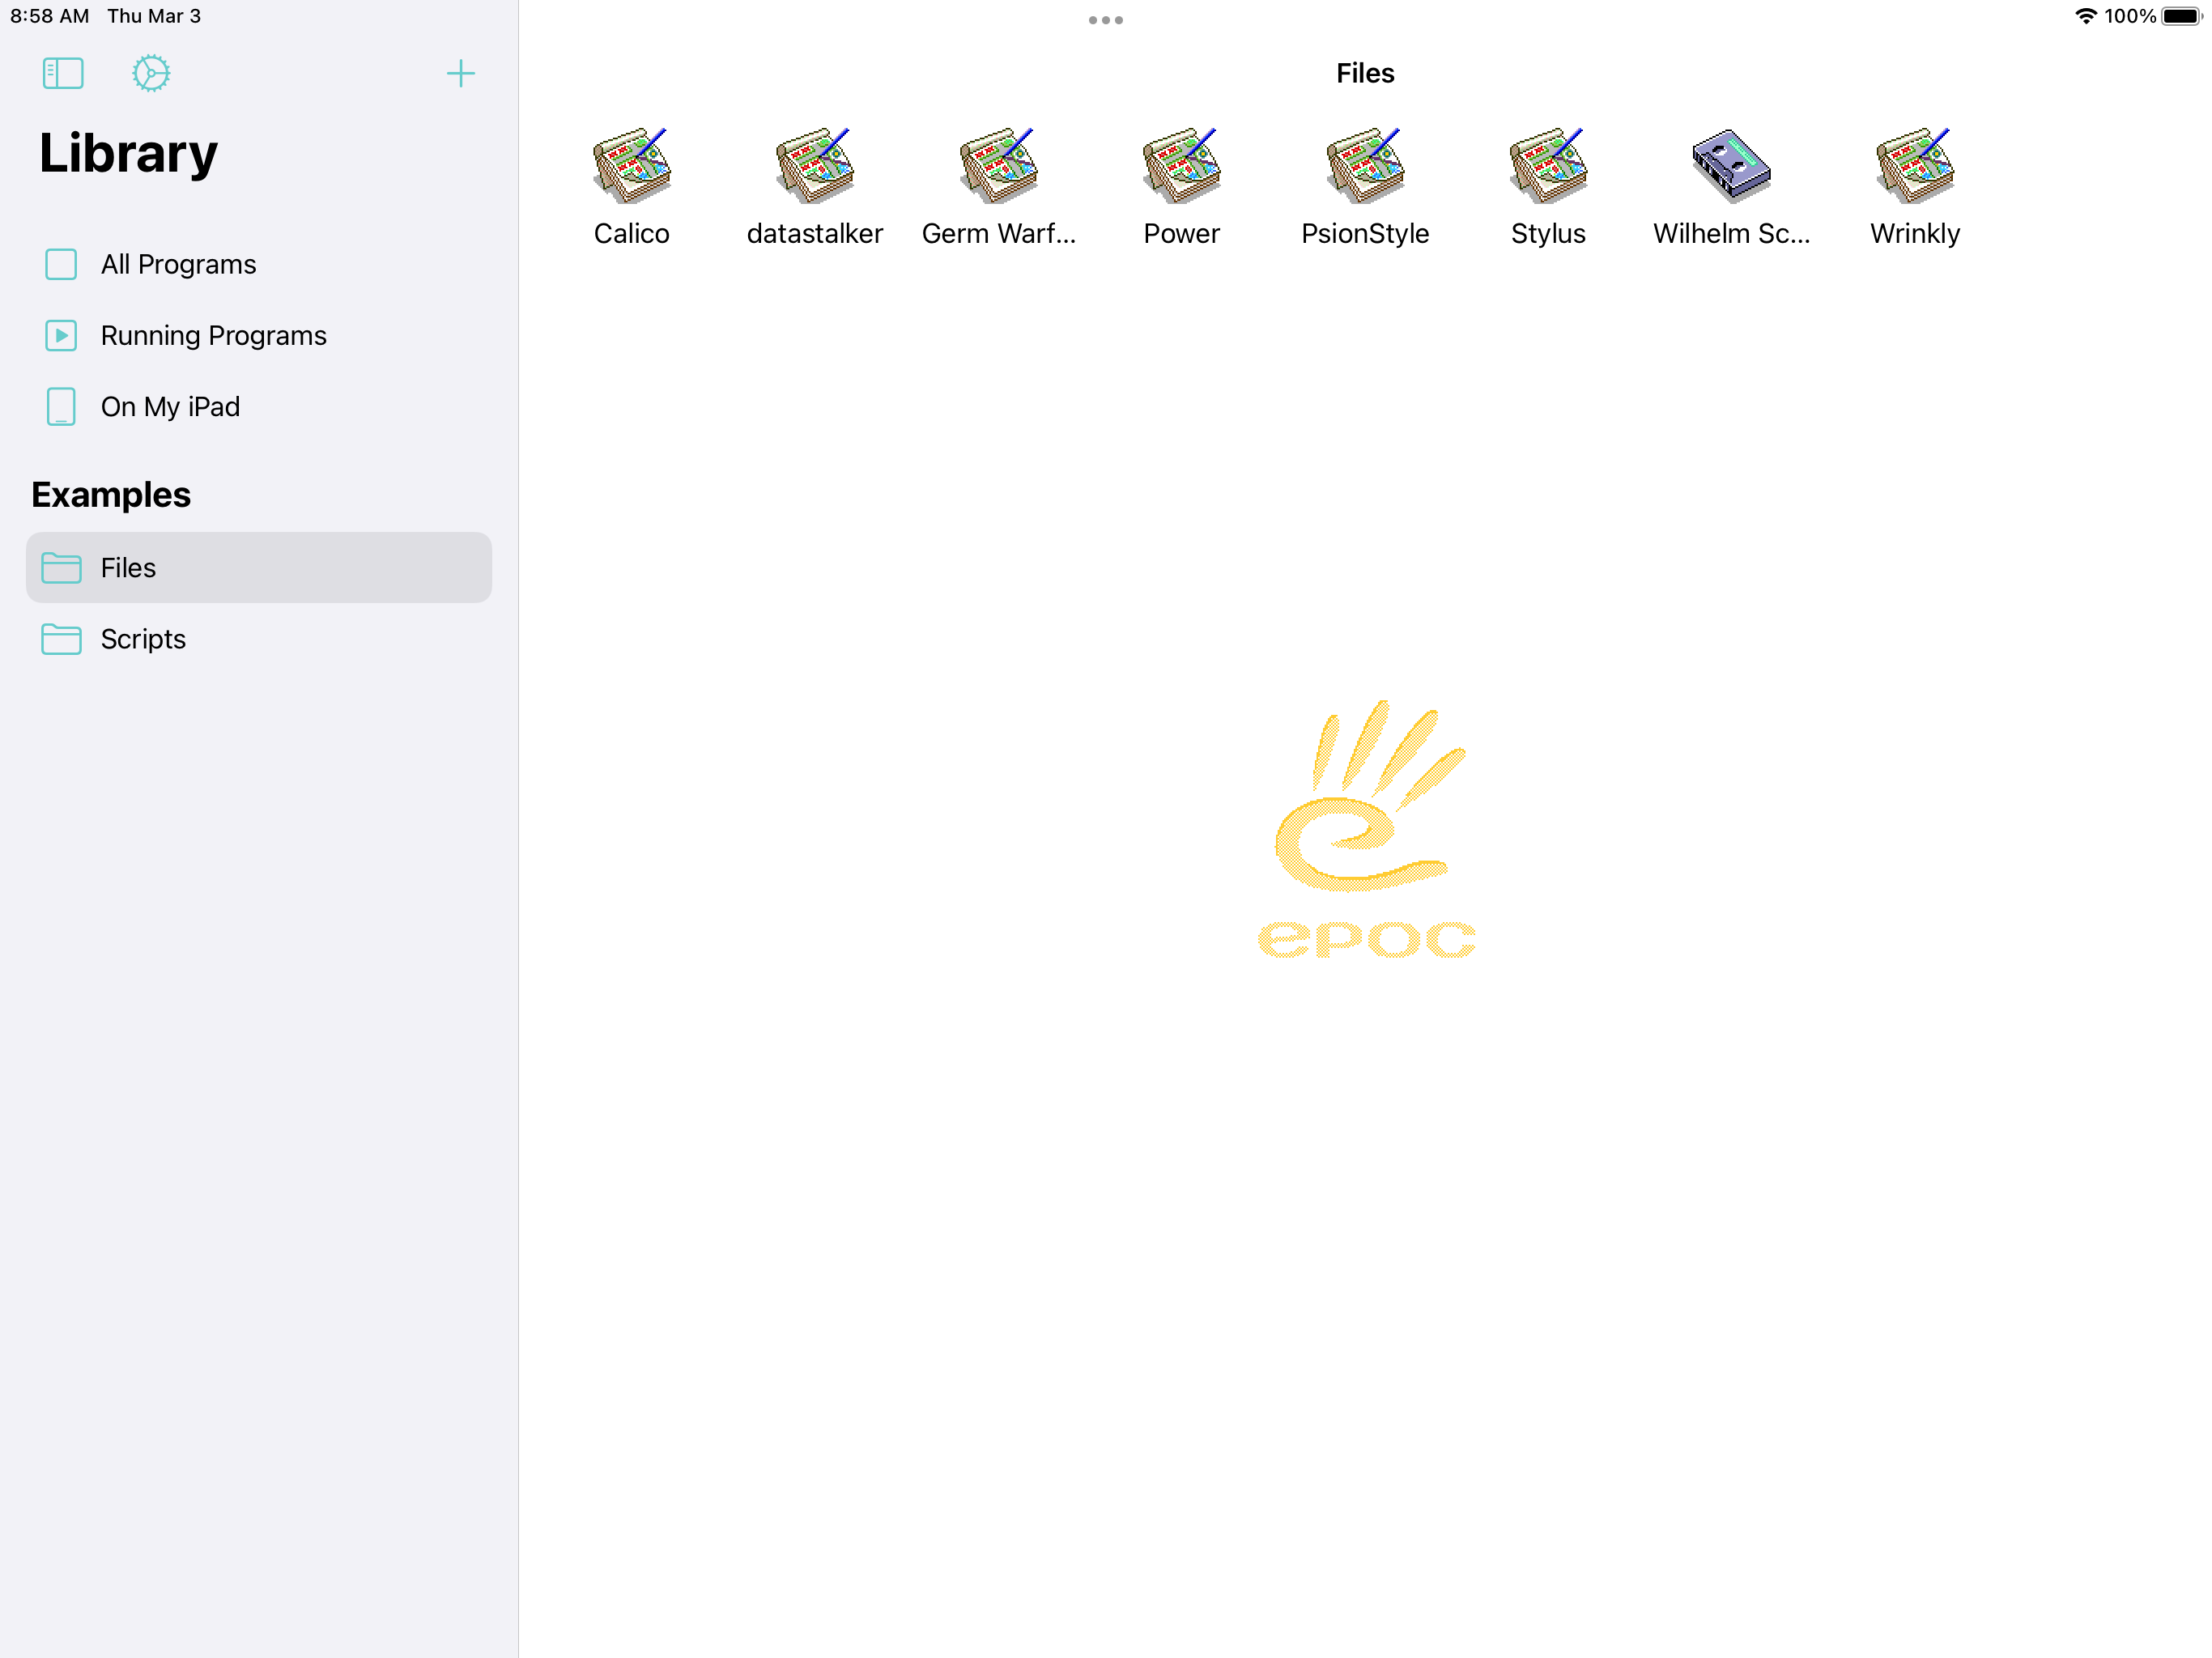 8:58 AM Thu Mar 3
100%
Library
All Programs
Running Programs
On My iPad
Examples
Files
Scripts
Files
Calico
datastalker
Germ Warf...
Power
PsionStyle
Stylus
Wilhelm Sc...
Wrinkly
epoc